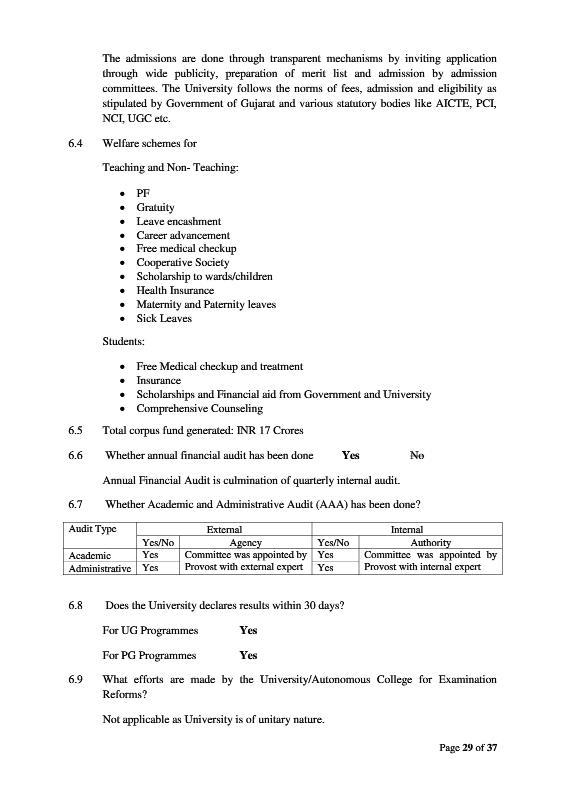 The admissions are done through transparent mechanisms by inviting application
through wide publicity, preparation of merit list and admission by admission
committees. The University follows the norms of fees, admission and eligibility as
stipulated by Government of Gujarat and various statutory bodies like AICTE, PCI,
NCI, UGC etc.
6.4 Welfare schemes for
Teaching and Non- Teaching:
• PF
• Gratuity
• Leave encashment
• Career advancement
• Free medical checkup
• Cooperative Society
• Scholarship to wards/children
• Health Insurance
• Maternity and Paternity leaves
• Sick Leaves
Students:
• Free Medical checkup and treatment
• Insurance
• Scholarships and Financial aid from Government and University
• Comprehensive Counseling
6.5 Total corpus fund generated: INR 17 Crores
6.6 Whether annual financial audit has been done Yes No
Annual Financial Audit is culmination of quarterly internal audit.
6.7 Whether Academic and Administrative Audit (AAA) has been done?
Audit Type External Internal
Yes/No Agency Yes/No Authority
Academic Yes Committee was appointed by Yes Committee was appointed by
Administrative Yes Provost with external expert Yes Provost with internal expert
6.8 Does the University declares results within 30 days?
For UG Programmes Yes
For PG Programmes Yes
6.9 What efforts are made by the University/Autonomous College for Examination
Reforms?
Not applicable as University is of unitary nature.
Page 29 of 37